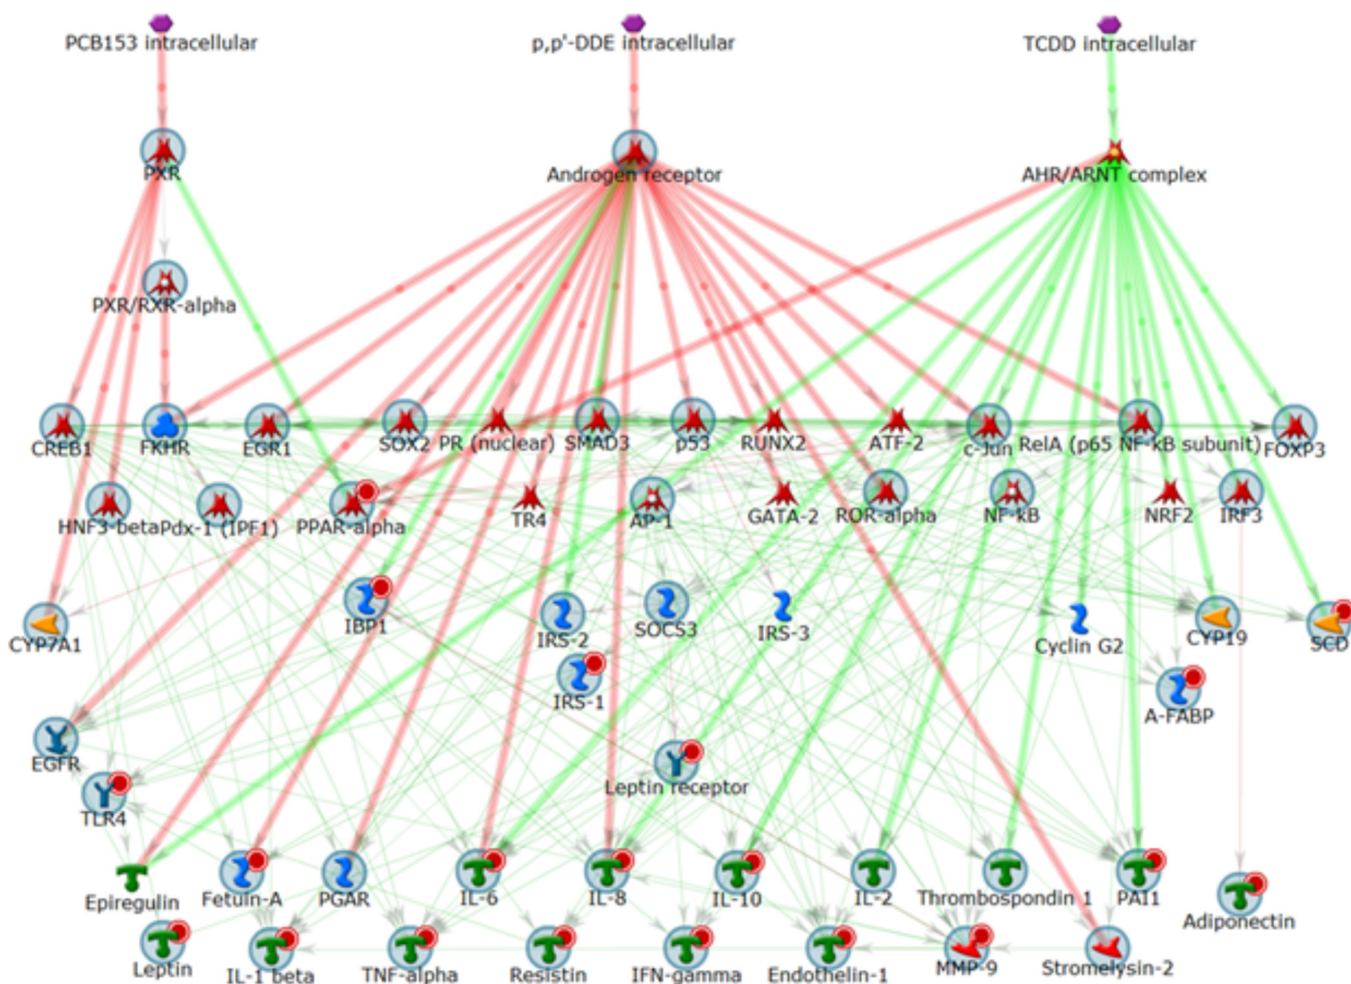 PCB153 intracellular
p,p'-DDE intracellular
TCDD intracellular
PXR
Androgen receptor
AHR/ARNT complex
PXR/RXR-alpha
CREB1
FKHR
EGR1
SOX2
PR (nuclear)
SMAD3
p53
RUNX2
ATF-2
c-Jun
RelA (p65 NF-kB subunit)
FOXP3
HNF3-beta
Pdx-1 (IPF1)
PPAR-alpha
TR4
AP-1
GATA-2
ROR-alpha
NF-kB
NRF2
IRF3
CYP7A1
IBP1
IRS-2
SOCS3
IRS-3
Cyclin G2
CYP19
SCD
IRS-1
A-FABP
EGFR
TLR4
Leptin receptor
Epiregulin
Fetuin-A
PGAR
IL-6
IL-8
IL-10
IL-2
Thrombospondin 1
PAI1
Adiponectin
Leptin
IL-1 beta
TNF-alpha
Resistin
IFN-gamma
Endothelin-1
MMP-9
Stromelysin-2